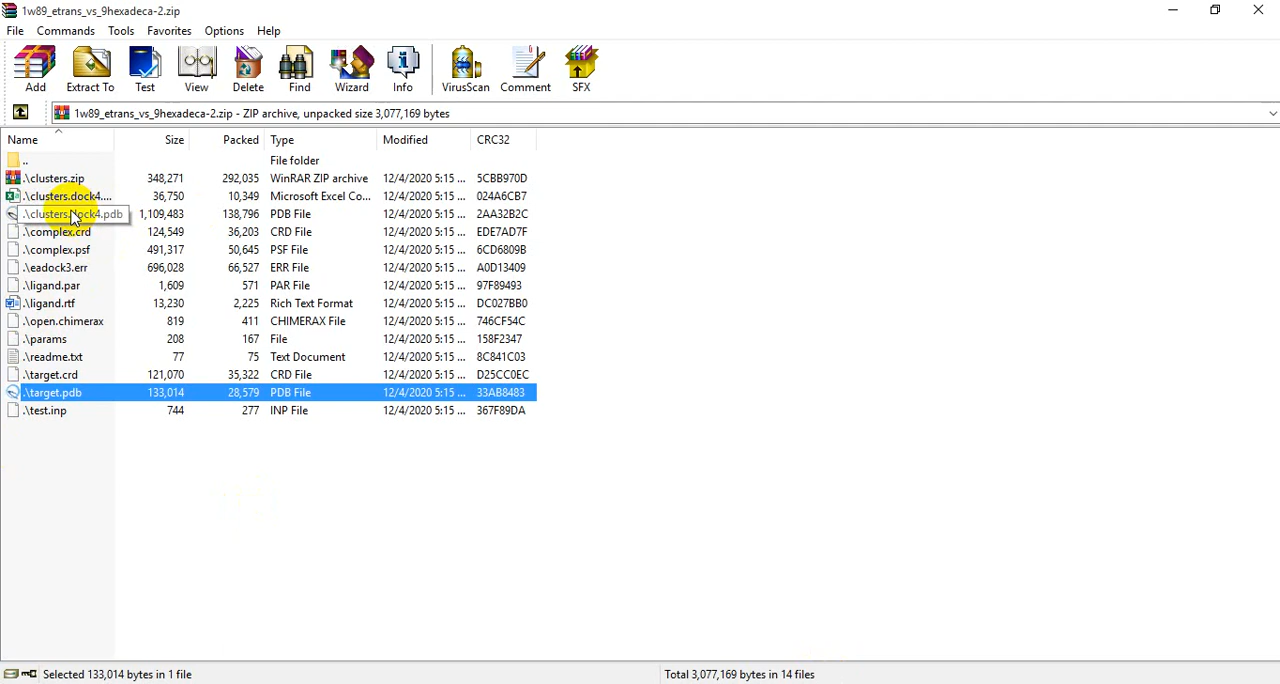 1w89_etrans_vs_9hexadeca-2.zip
File Commands Tools Favorites Options Help
Add Extract To Test View Delete Find Wizard Info VirusScan Comment SFX
1w89_etrans_vs_9hexadeca-2.zip - ZIP archive, unpacked size 3,077,169 bytes
Name Size Packed Type Modified CRC32
.. File folder
.\clusters.zip 348,271 292,035 WinRAR ZIP archive 12/4/2020 5:15 ... 5CBB970D
.\clusters.dock4.... 36,750 10,349 Microsoft Excel Co... 12/4/2020 5:15 ... 024A6CB7
.\clusters.dock4.pdb 1,109,483 138,796 PDB File 12/4/2020 5:15 ... 2AA32B2C
.\complex.crd 124,549 36,203 CRD File 12/4/2020 5:15 ... EDE7AD7F
.\complex.psf 491,317 50,645 PSF File 12/4/2020 5:15 ... 6CD6809B
.\eadock3.err 696,028 66,527 ERR File 12/4/2020 5:15 ... A0D13409
.\ligand.par 1,609 571 PAR File 12/4/2020 5:15 ... 97F89493
.\ligand.rtf 13,230 2,225 Rich Text Format 12/4/2020 5:15 ... DC027BB0
.\open.chimerax 819 411 CHIMERAX File 12/4/2020 5:15 ... 746CF54C
.\params 208 167 File 12/4/2020 5:15 ... 158F2347
.\readme.txt 77 75 Text Document 12/4/2020 5:15 ... 8C841C03
.\target.crd 121,070 35,322 CRD File 12/4/2020 5:15 ... D25CC0EC
.\target.pdb 133,014 28,579 PDB File 12/4/2020 5:15 ... 33AB8483
.\test.inp 744 277 INP File 12/4/2020 5:15 ... 367F89DA
Selected 133,014 bytes in 1 file Total 3,077,169 bytes in 14 files